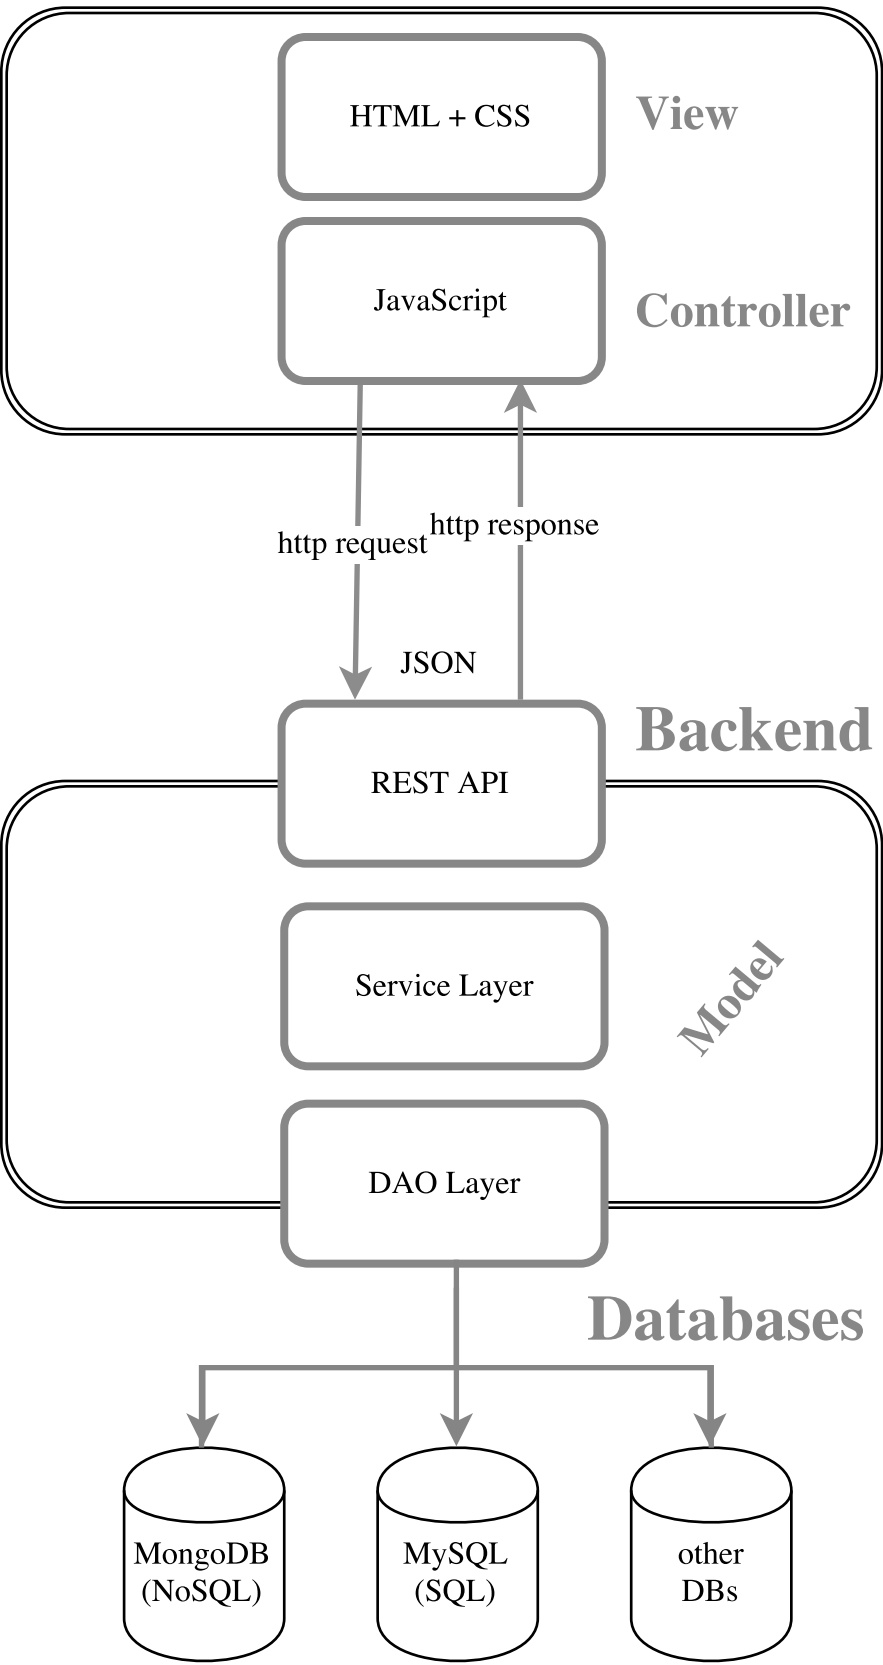 HTML + CSS
View
JavaScript
Controller
http response
http request
JSON
Backend
REST API
Service Layer
Model
DAO Layer
Databases
MongoDB
(NoSQL)
MySQL
(SQL)
other
DBs